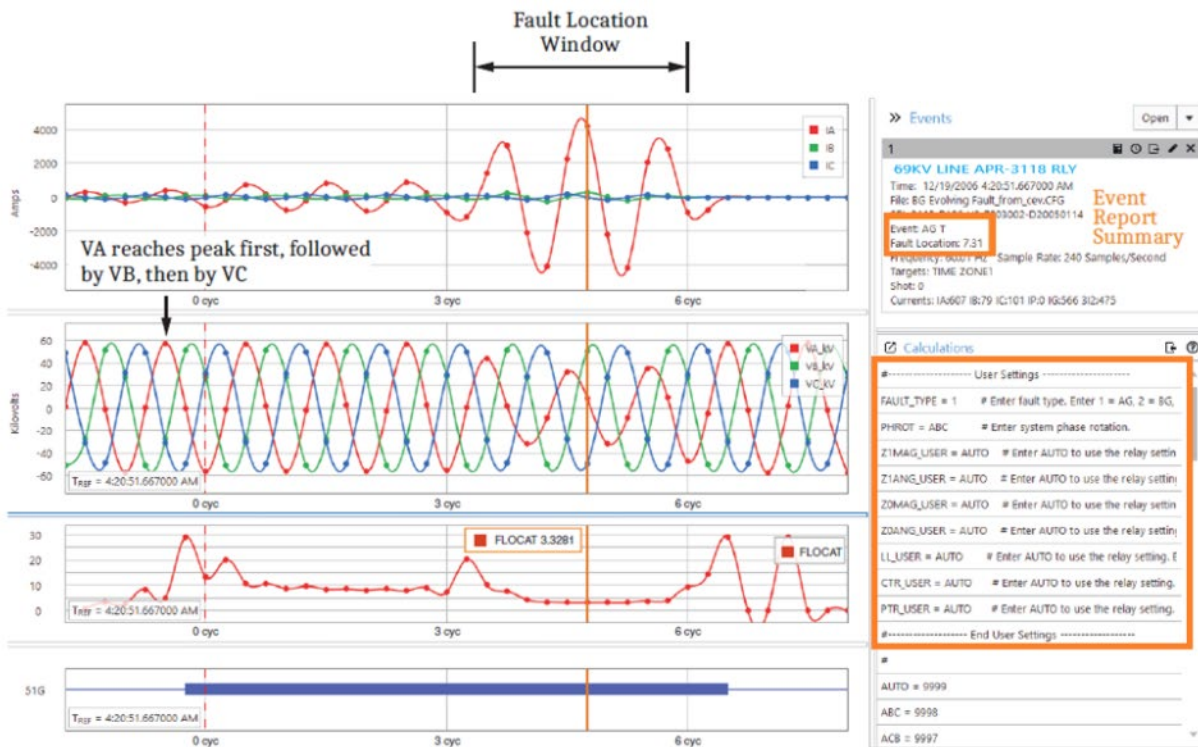 Fault Location
Window
4000
2000
0
-2000
-4000
Amps
IA
IB
IC
VA reaches peak first, followed
by VB, then by VC
0 cyc
3 cyc
6 cyc
60
40
20
0
-20
-40
-60
Kilovolts
VA_kV
VB_kV
VC_kV
TREF = 4:20:51.667000 AM
0 cyc
3 cyc
6 cyc
30
20
10
0
FLOCAT 3.3281
FLOCAT
TREF = 4:20:51.667000 AM
0 cyc
3 cyc
6 cyc
51G
TREF = 4:20:51.667000 AM
0 cyc
3 cyc
6 cyc
Events
Open
1
69KV LINE APR-3118 RLY
Time: 12/19/2006 4:20:51.667000 AM
File: BG Evolving Fault_from_cev.CFG
Event: AG T
Fault Location: 7.31
Frequency: 60.01 Hz Sample Rate: 240 Samples/Second
Targets: TIME ZONE1
Shot: 0
Currents: IA:607 IB:79 IC:101 IP:0 IG:566 3I2:475
Event
Report
Summary
Calculations
#------------------- User Settings --------------------
FAULT_TYPE = 1 # Enter fault type. Enter 1 = AG, 2 = BG,
PHROT = ABC # Enter system phase rotation.
Z1MAG_USER = AUTO # Enter AUTO to use the relay settin
Z1ANG_USER = AUTO # Enter AUTO to use the relay setting
Z0MAG_USER = AUTO # Enter AUTO to use the relay settin
Z0ANG_USER = AUTO # Enter AUTO to use the relay setting
LL_USER = AUTO # Enter AUTO to use the relay setting. E
CTR_USER = AUTO # Enter AUTO to use the relay setting.
PTR_USER = AUTO # Enter AUTO to use the relay setting.
#------------------ End User Settings -----------------
#
AUTO = 9999
ABC = 9998
ACB = 9997